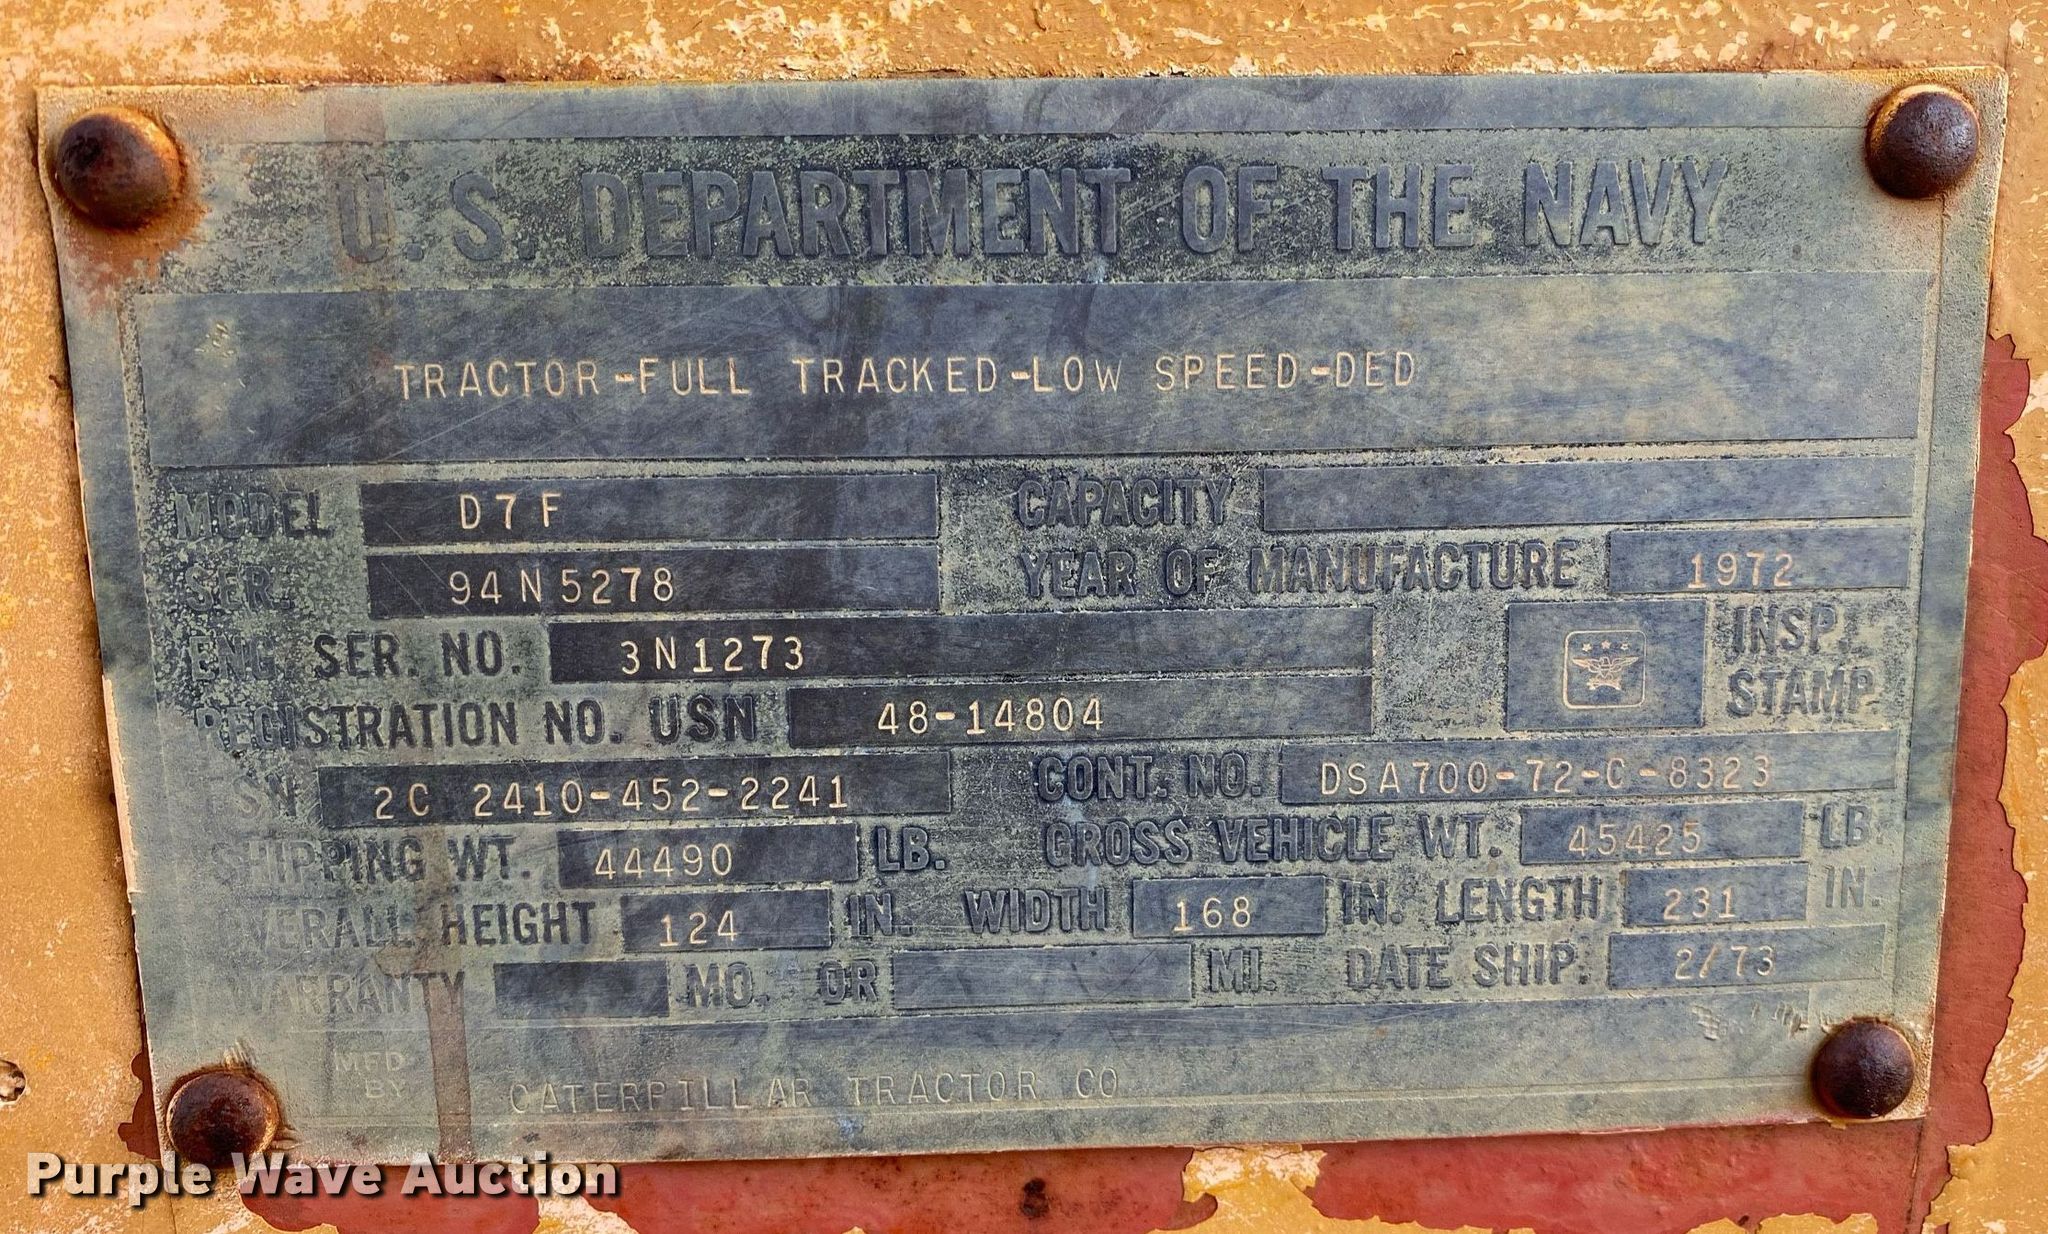 U. S. DEPARTMENT OF THE NAVY
TRACTOR-FULL TRACKED-LOW SPEED-DED
MODEL D7F CAPACITY
SER. 94N5278 YEAR OF MANUFACTURE 1972
ENG. SER. NO. 3N1273 INSP'.
STAMP.
REGISTRATION NO. USN 48-14804
FSN 2C 2410-452-2241 CONT. NO. DSA700-72-C-8323
SHIPPING WT. 44490 LB. GROSS VEHICLE WT. 45425 LB.
OVERALL HEIGHT 124 IN. WIDTH 168 IN. LENGTH 231 IN.
WARRANTY MO. OR MI. DATE SHIP. 2/73
MFD
BY CATERPILLAR TRACTOR CO
Purple Wave Auction